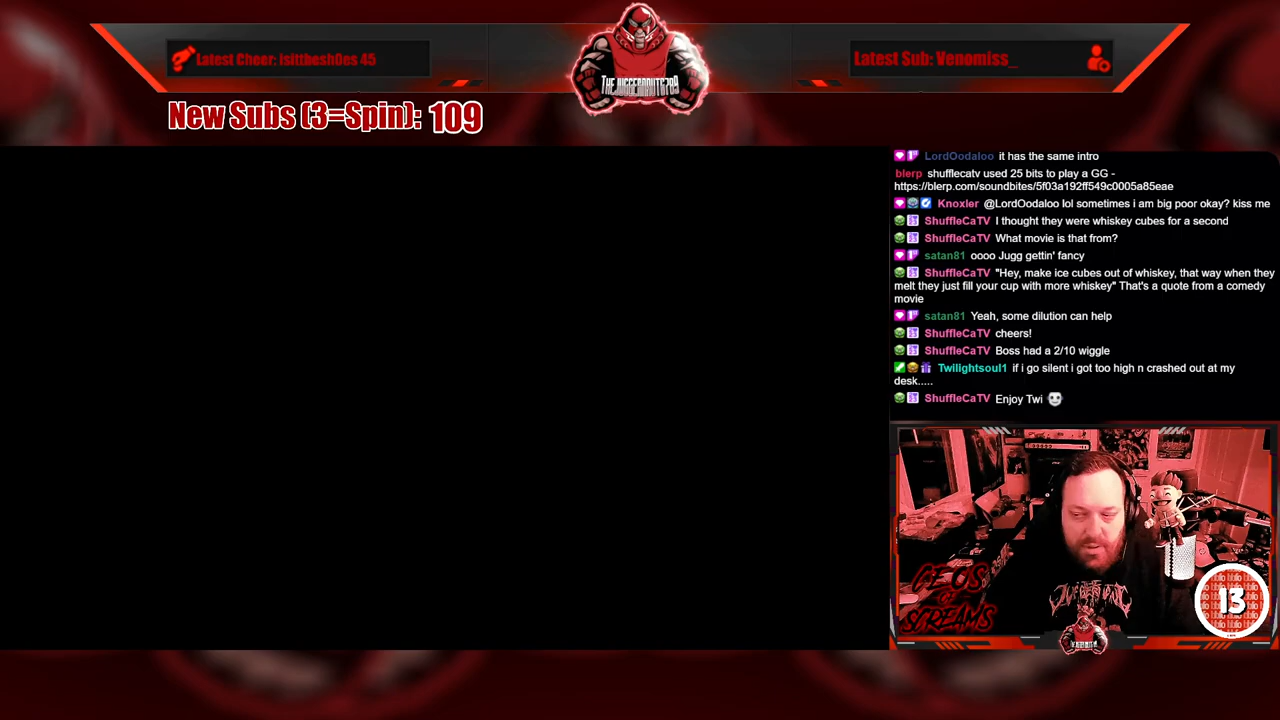 Latest Cheer: Isitthesh0es 45
THEJUGGERNAUT6789
Latest Sub: Venomiss_
New Subs (3=Spin): 109
LordOodaloo it has the same intro
blerp shufflecatv used 25 bits to play a GG -
https://blerp.com/soundbites/5f03a192ff549c0005a85eae
Knoxler @LordOodaloo lol sometimes i am big poor okay? kiss me
ShuffleCaTV I thought they were whiskey cubes for a second
ShuffleCaTV What movie is that from?
satan81 oooo Jugg gettin' fancy
ShuffleCaTV "Hey, make ice cubes out of whiskey, that way when they
melt they just fill your cup with more whiskey" That's a quote from a comedy
movie
satan81 Yeah, some dilution can help
ShuffleCaTV cheers!
ShuffleCaTV Boss had a 2/10 wiggle
Twilightsoul1 if i go silent i got too high n crashed out at my
desk.....
ShuffleCaTV Enjoy Twi
SCREAMS
13